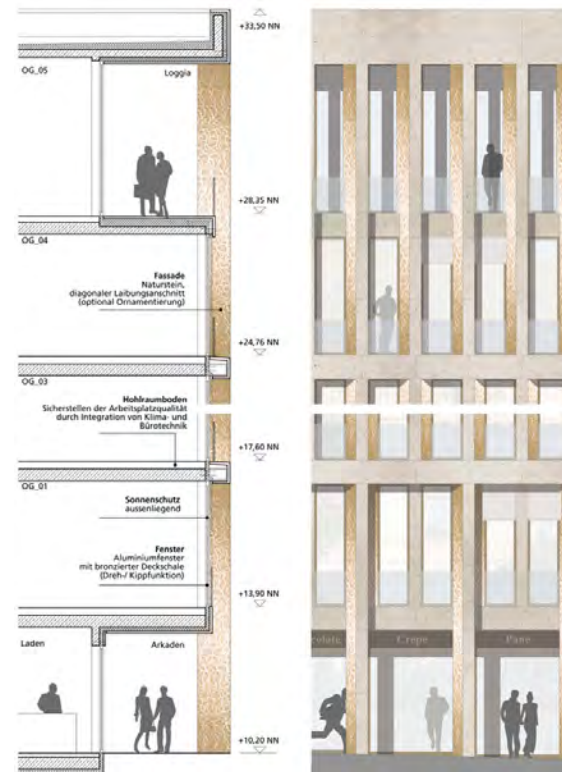 +33,50 NN
OG_05
Loggia
+28,35 NN
OG_04
Fassade
Naturstein,
diagonaler Laibungsanschnitt
(optional Ornamentierung)
+24,76 NN
OG_03
Hohlraumboden
Sicherstellen der Arbeitsplatzqualität
durch Integration von Klima- und
Bürotechnik
+17,60 NN
OG_01
Sonnenschutz
aussenliegend
Fenster
Aluminiumfenster
mit bronzierter Deckschale
(Dreh-/ Kippfunktion)
+13,90 NN
Laden
Arkaden
Crepe
+10,20 NN